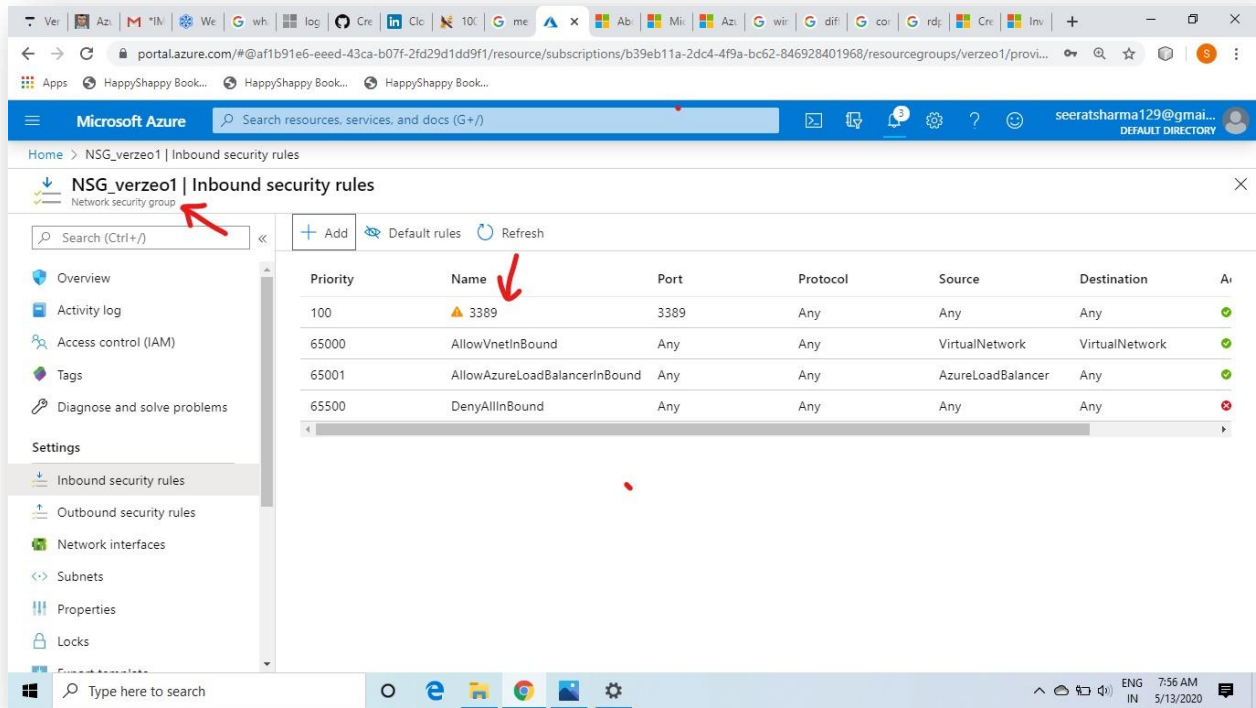 Ver Azu M "IM We G wh log Cre in Clo 100 G me Ab Mic Azu G wir G dif G cor G rdp Cre Inv
portal.azure.com/#@af1b91e6-eeed-43ca-b07f-2fd29d1dd9f1/resource/subscriptions/b39eb11a-2dc4-4f9a-bc62-846928401968/resourcegroups/verzeo1/provi... S
Apps HappyShappy Book... HappyShappy Book... HappyShappy Book...
Microsoft Azure Search resources, services, and docs (G+/) 3 seeratsharma129@gmai...
DEFAULT DIRECTORY
Home > NSG_verzeo1 | Inbound security rules
NSG_verzeo1 | Inbound security rules
Network security group
Search (Ctrl+/) « + Add Default rules Refresh
Overview
Activity log
Access control (IAM)
Tags
Diagnose and solve problems
Settings
Inbound security rules
Outbound security rules
Network interfaces
Subnets
Properties
Locks
Export template
Priority Name Port Protocol Source Destination
100 3389 3389 Any Any Any
65000 AllowVnetInBound Any Any VirtualNetwork VirtualNetwork
65001 AllowAzureLoadBalancerInBound Any Any AzureLoadBalancer Any
65500 DenyAllInBound Any Any Any Any
Type here to search ENG 7:56 AM
IN 5/13/2020